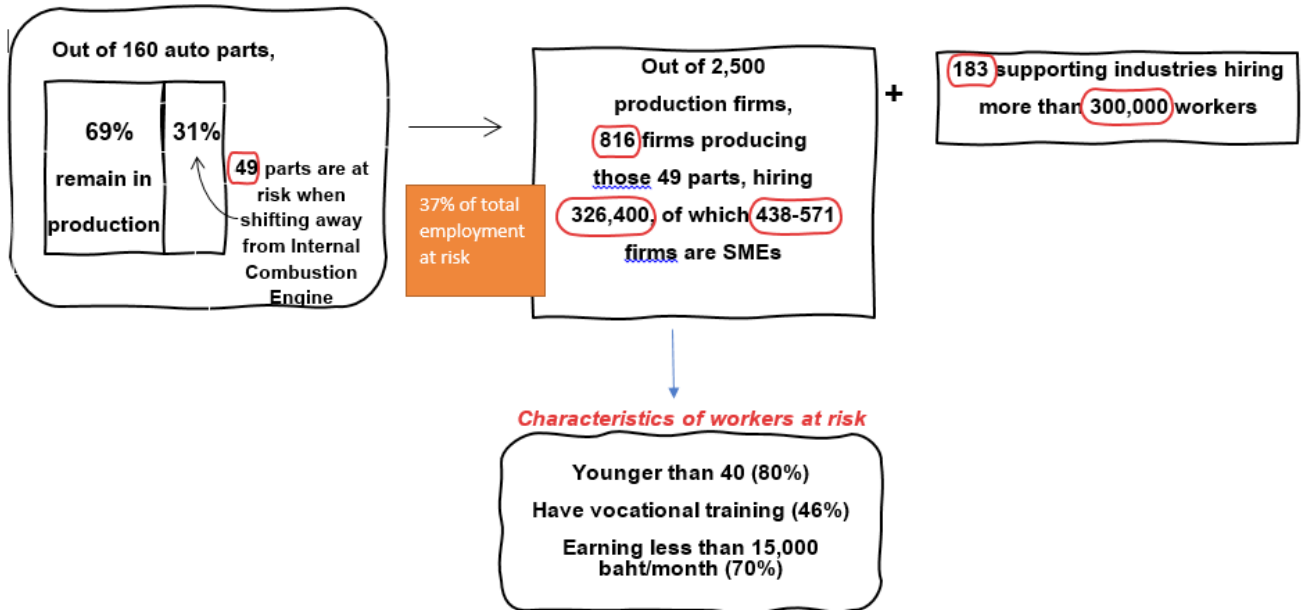 Out of 160 auto parts,
69%
remain in
production
31%
49 parts are at
risk when
shifting away
from Internal
Combustion
Engine
37% of total
employment
at risk
Out of 2,500
production firms,
816 firms producing
those 49 parts, hiring
326,400, of which 438-571
firms are SMEs
+
183 supporting industries hiring
more than 300,000 workers
Characteristics of workers at risk
Younger than 40 (80%)
Have vocational training (46%)
Earning less than 15,000
baht/month (70%)